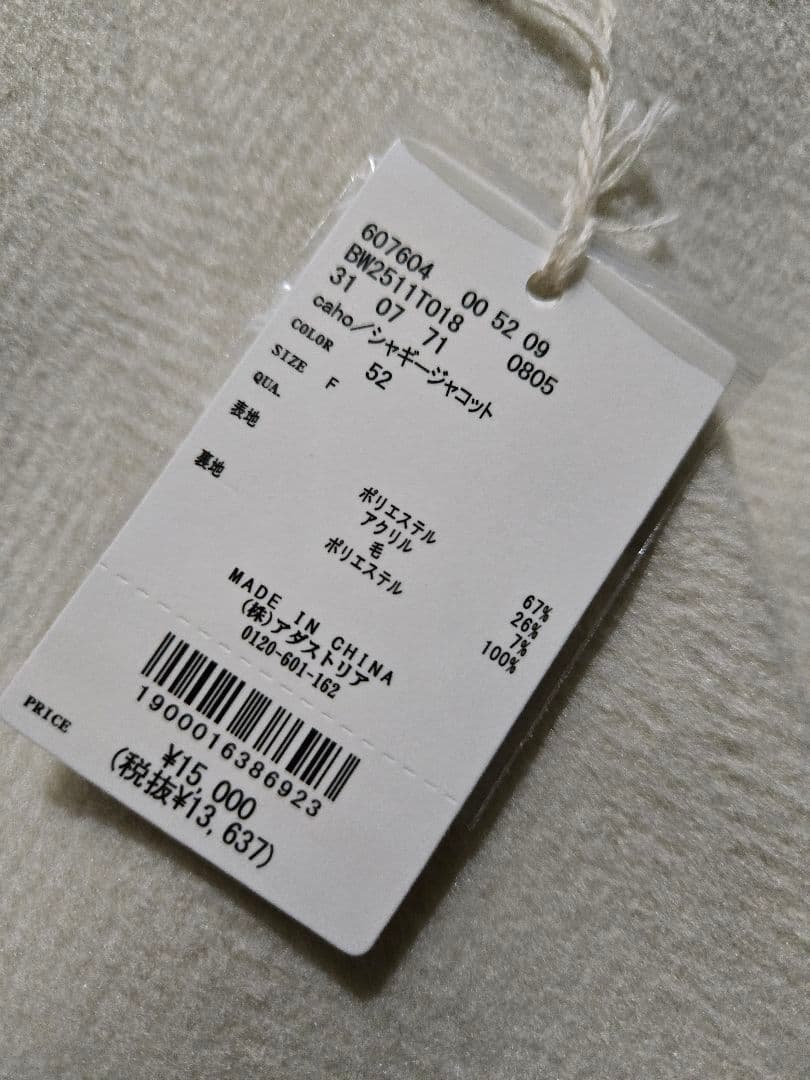 607604 00 52 09
BW2511T018
31 07 71 0805
caho/シャギージャコット
COLOR 52
SIZE F
QUA.
表地 ポリエステル 67%
アクリル 26%
毛 7%
裏地 ポリエステル 100%
MADE IN CHINA
(株)アダストリア
0120-601-162
1900016386923
PRICE ¥15,000
(税抜¥13,637)